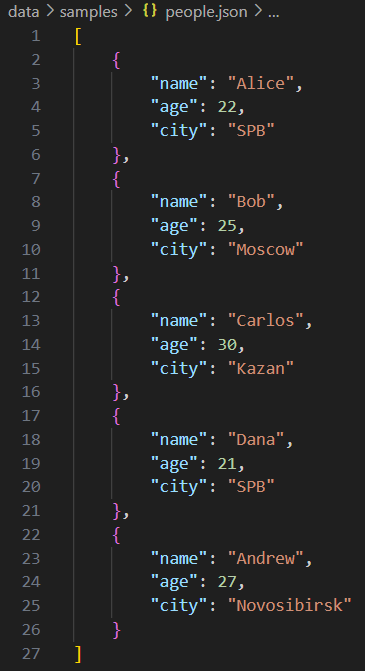 data > samples > {} people.json > ...
1 [
2     {
3         "name": "Alice",
4         "age": 22,
5         "city": "SPB"
6     },
7     {
8         "name": "Bob",
9         "age": 25,
10         "city": "Moscow"
11     },
12     {
13         "name": "Carlos",
14         "age": 30,
15         "city": "Kazan"
16     },
17     {
18         "name": "Dana",
19         "age": 21,
20         "city": "SPB"
21     },
22     {
23         "name": "Andrew",
24         "age": 27,
25         "city": "Novosibirsk"
26     }
27 ]